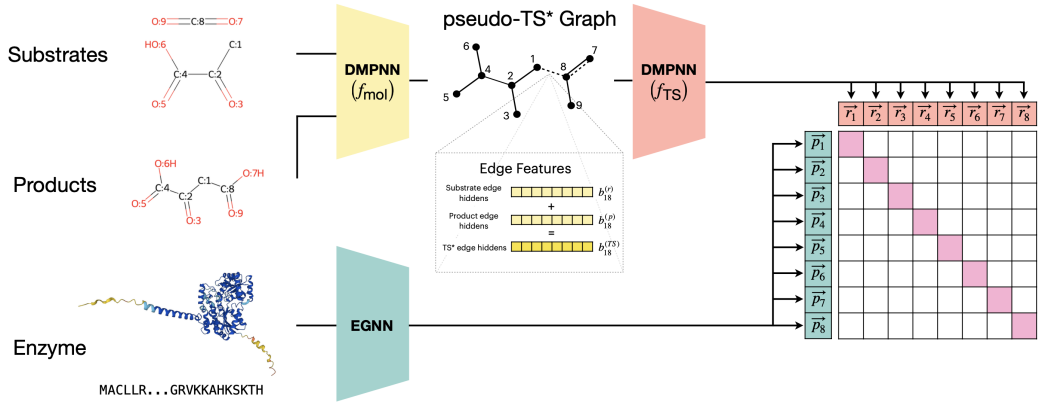 Substrates
O:9
C:8
O:7
HO:6
C:1
C:4
C:2
O:5
O:3
Products
O:6H
O:7H
C:4
C:1
C:8
C:2
O:5
O:3
O:9
Enzyme
MACLLR...GRVKKAHKSKTH
DMPNN
(f_mol)
EGNN
pseudo-TS* Graph
6
4
5
2
3
1
8
7
9
Edge Features
Substrate edge
hiddens
b_18^(r)
+
Product edge
hiddens
b_18^(p)
=
TS* edge hiddens
b_18^(TS)
DMPNN
(f_TS)
r₁ r₂ r₃ r₄ r₅ r₆ r₇ r₈
p₁
p₂
p₃
p₄
p₅
p₆
p₇
p₈